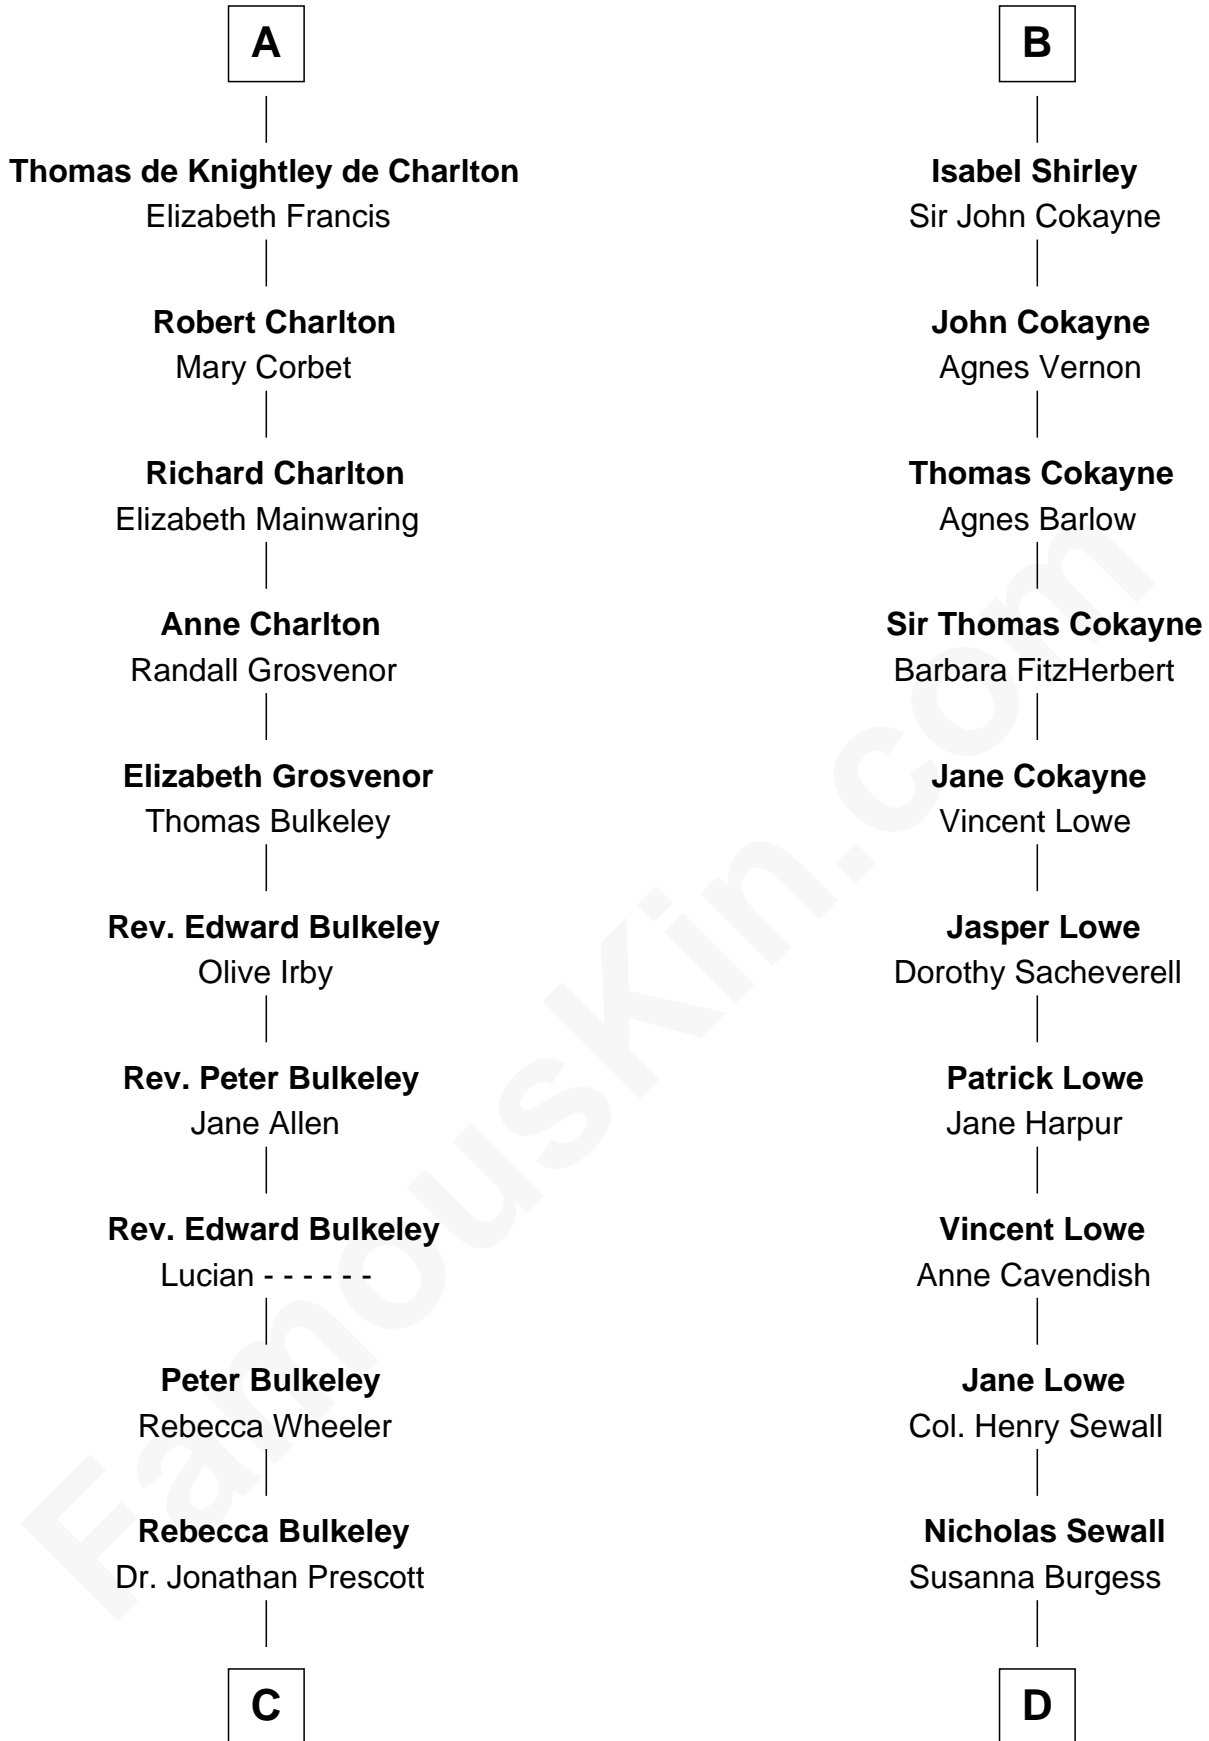 A
Thomas de Knightley de Charlton
Elizabeth Francis
Robert Charlton
Mary Corbet
Richard Charlton
Elizabeth Mainwaring
Anne Charlton
Randall Grosvenor
Elizabeth Grosvenor
Thomas Bulkeley
Rev. Edward Bulkeley
Olive Irby
Rev. Peter Bulkeley
Jane Allen
Rev. Edward Bulkeley
Lucian - - - - - -
Peter Bulkeley
Rebecca Wheeler
Rebecca Bulkeley
Dr. Jonathan Prescott
C
B
Isabel Shirley
Sir John Cokayne
John Cokayne
Agnes Vernon
Thomas Cokayne
Agnes Barlow
Sir Thomas Cokayne
Barbara FitzHerbert
Jane Cokayne
Vincent Lowe
Jasper Lowe
Dorothy Sacheverell
Patrick Lowe
Jane Harpur
Vincent Lowe
Anne Cavendish
Jane Lowe
Col. Henry Sewall
Nicholas Sewall
Susanna Burgess
D
FamousKin.com